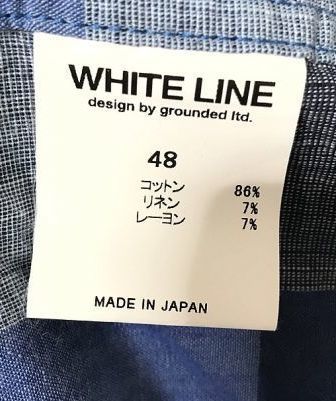 WHITE LINE
design by grounded ltd.
48
コットン 86%
リネン 7%
レーヨン 7%
MADE IN JAPAN